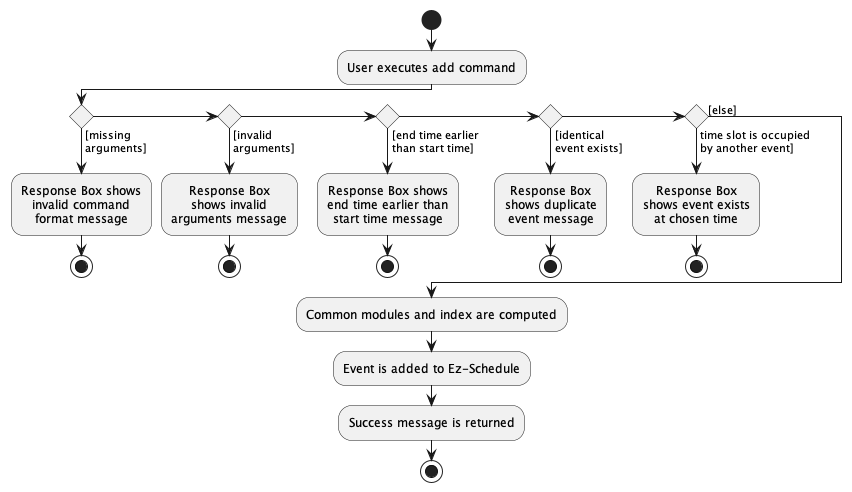 User executes add command
[else]
[missing
arguments]
[invalid
arguments]
[end time earlier
than start time]
[identical
event exists]
time slot is occupied
by another event]
Response Box shows
invalid command
format message
Response Box
shows invalid
arguments message
Response Box shows
end time earlier than
start time message
Response Box
shows duplicate
event message
Response Box
shows event exists
at chosen time
Common modules and index are computed
Event is added to Ez-Schedule
Success message is returned